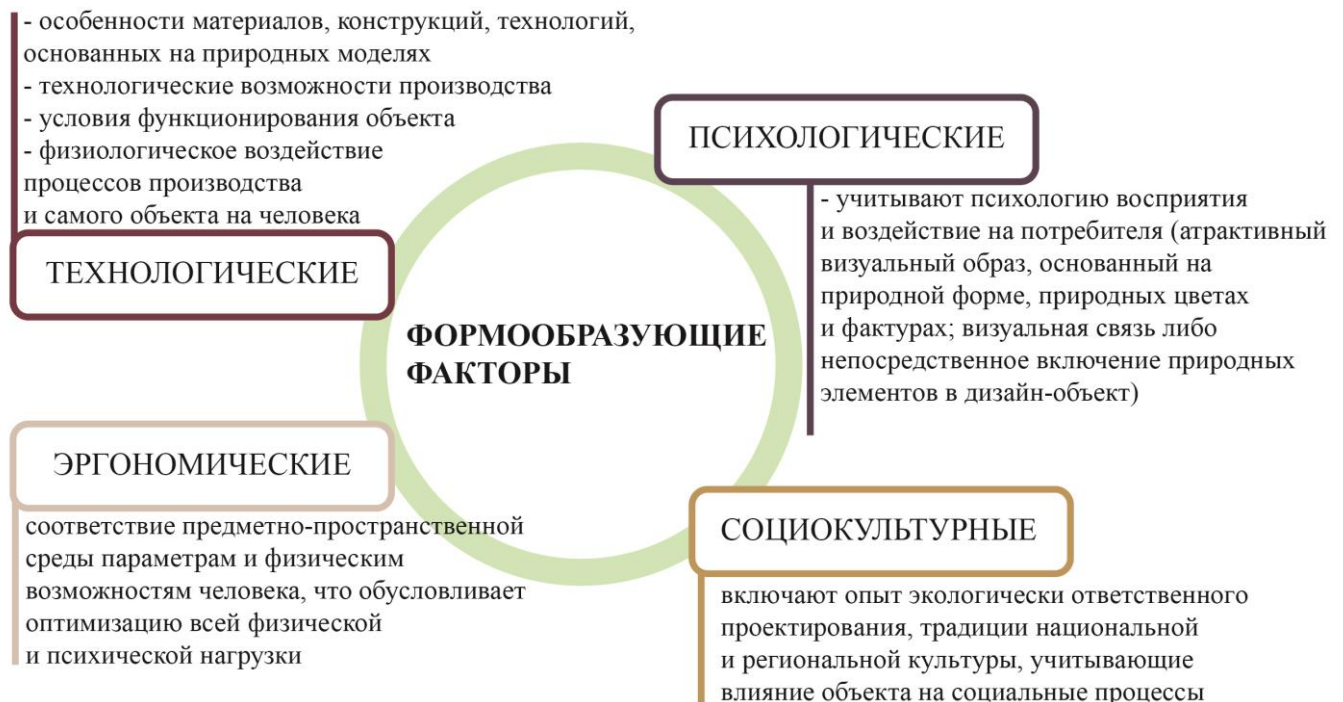 - особенности материалов, конструкций, технологий,
основанных на природных моделях
- технологические возможности производства
- условия функционирования объекта
- физиологическое воздействие
процессов производства
и самого объекта на человека
ТЕХНОЛОГИЧЕСКИЕ
ПСИХОЛОГИЧЕСКИЕ
- учитывают психологию восприятия
и воздействие на потребителя (атрактивный
визуальный образ, основанный на
природной форме, природных цветах
и фактурах; визуальная связь либо
непосредственное включение природных
элементов в дизайн-объект)
ФОРМООБРАЗУЮЩИЕ
ФАКТОРЫ
ЭРГОНОМИЧЕСКИЕ
соответствие предметно-пространственной
среды параметрам и физическим
возможностям человека, что обусловливает
оптимизацию всей физической
и психической нагрузки
СОЦИОКУЛЬТУРНЫЕ
включают опыт экологически ответственного
проектирования, традиции национальной
и региональной культуры, учитывающие
влияние объекта на социальные процессы